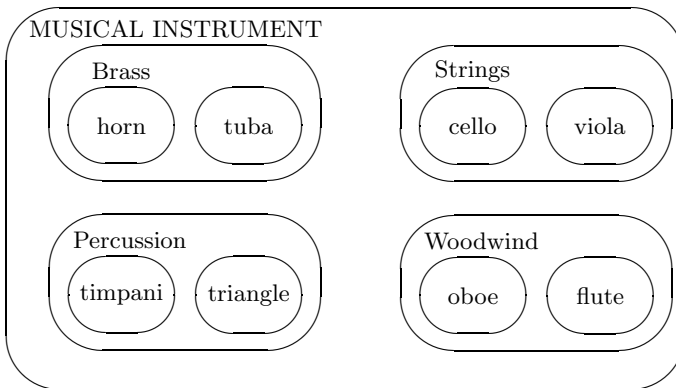 MUSICAL INSTRUMENT
Brass
horn
tuba
Strings
cello
viola
Percussion
timpani
triangle
Woodwind
oboe
flute